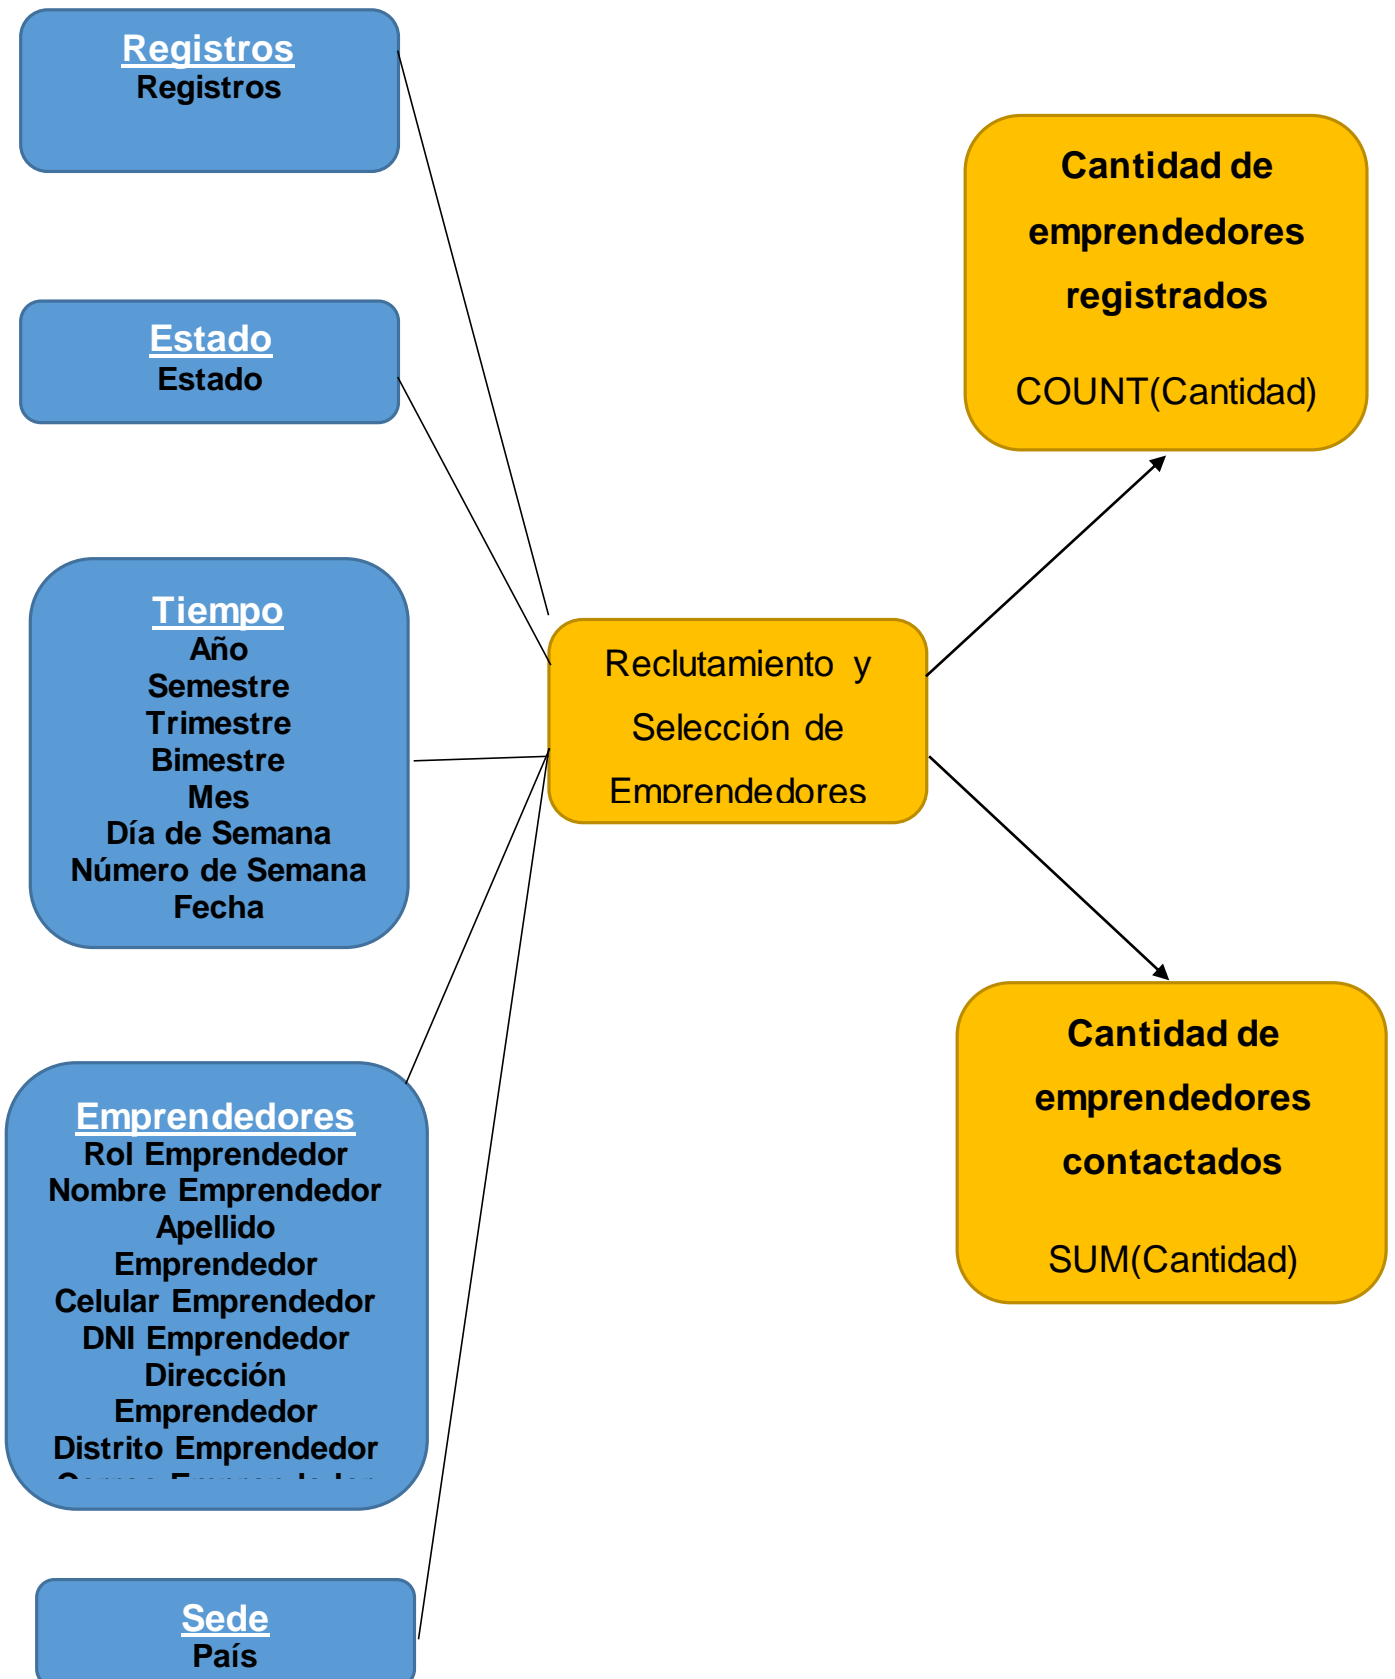 Registros
Registros
Estado
Estado
Tiempo
Año
Semestre
Trimestre
Bimestre
Mes
Día de Semana
Número de Semana
Fecha
Emprendedores
Rol Emprendedor
Nombre Emprendedor
Apellido
Emprendedor
Celular Emprendedor
DNI Emprendedor
Dirección
Emprendedor
Distrito Emprendedor
Correo Emprendedor
Sede
País
Reclutamiento y
Selección de
Emprendedores
Cantidad de
emprendedores
registrados
COUNT(Cantidad)
Cantidad de
emprendedores
contactados
SUM(Cantidad)